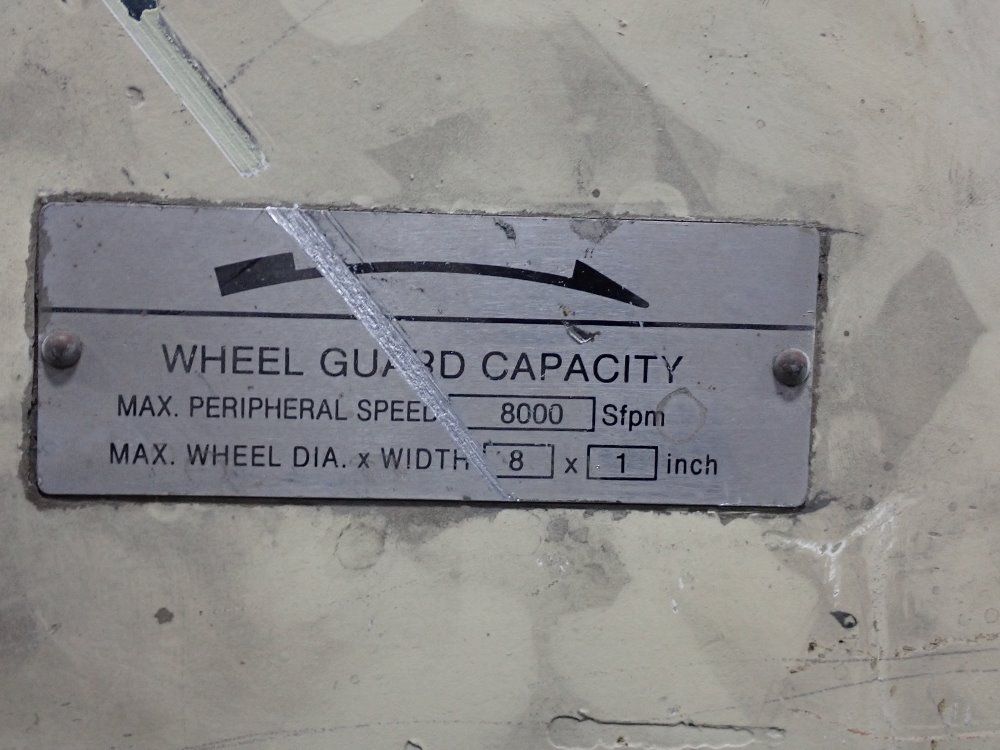 WHEEL GUARD CAPACITY
MAX. PERIPHERAL SPEED 8000 Sfpm
MAX. WHEEL DIA. x WIDTH 8 x 1 inch